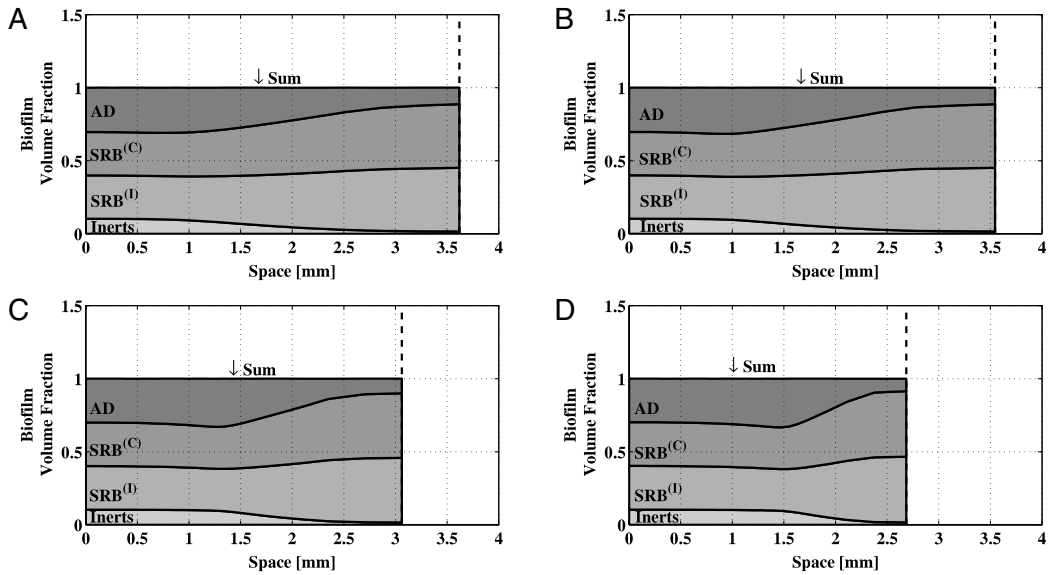 A
Biofilm
Volume Fraction
1.5
1
0.5
0
↓ Sum
AD
SRB(C)
SRB(I)
Inerts
0 0.5 1 1.5 2 2.5 3 3.5 4
Space [mm]
B
Biofilm
Volume Fraction
1.5
1
0.5
0
↓ Sum
AD
SRB(C)
SRB(I)
Inerts
0 0.5 1 1.5 2 2.5 3 3.5 4
Space [mm]
C
Biofilm
Volume Fraction
1.5
1
0.5
0
↓ Sum
AD
SRB(C)
SRB(I)
Inerts
0 0.5 1 1.5 2 2.5 3 3.5 4
Space [mm]
D
Biofilm
Volume Fraction
1.5
1
0.5
0
↓ Sum
AD
SRB(C)
SRB(I)
Inerts
0 0.5 1 1.5 2 2.5 3 3.5 4
Space [mm]